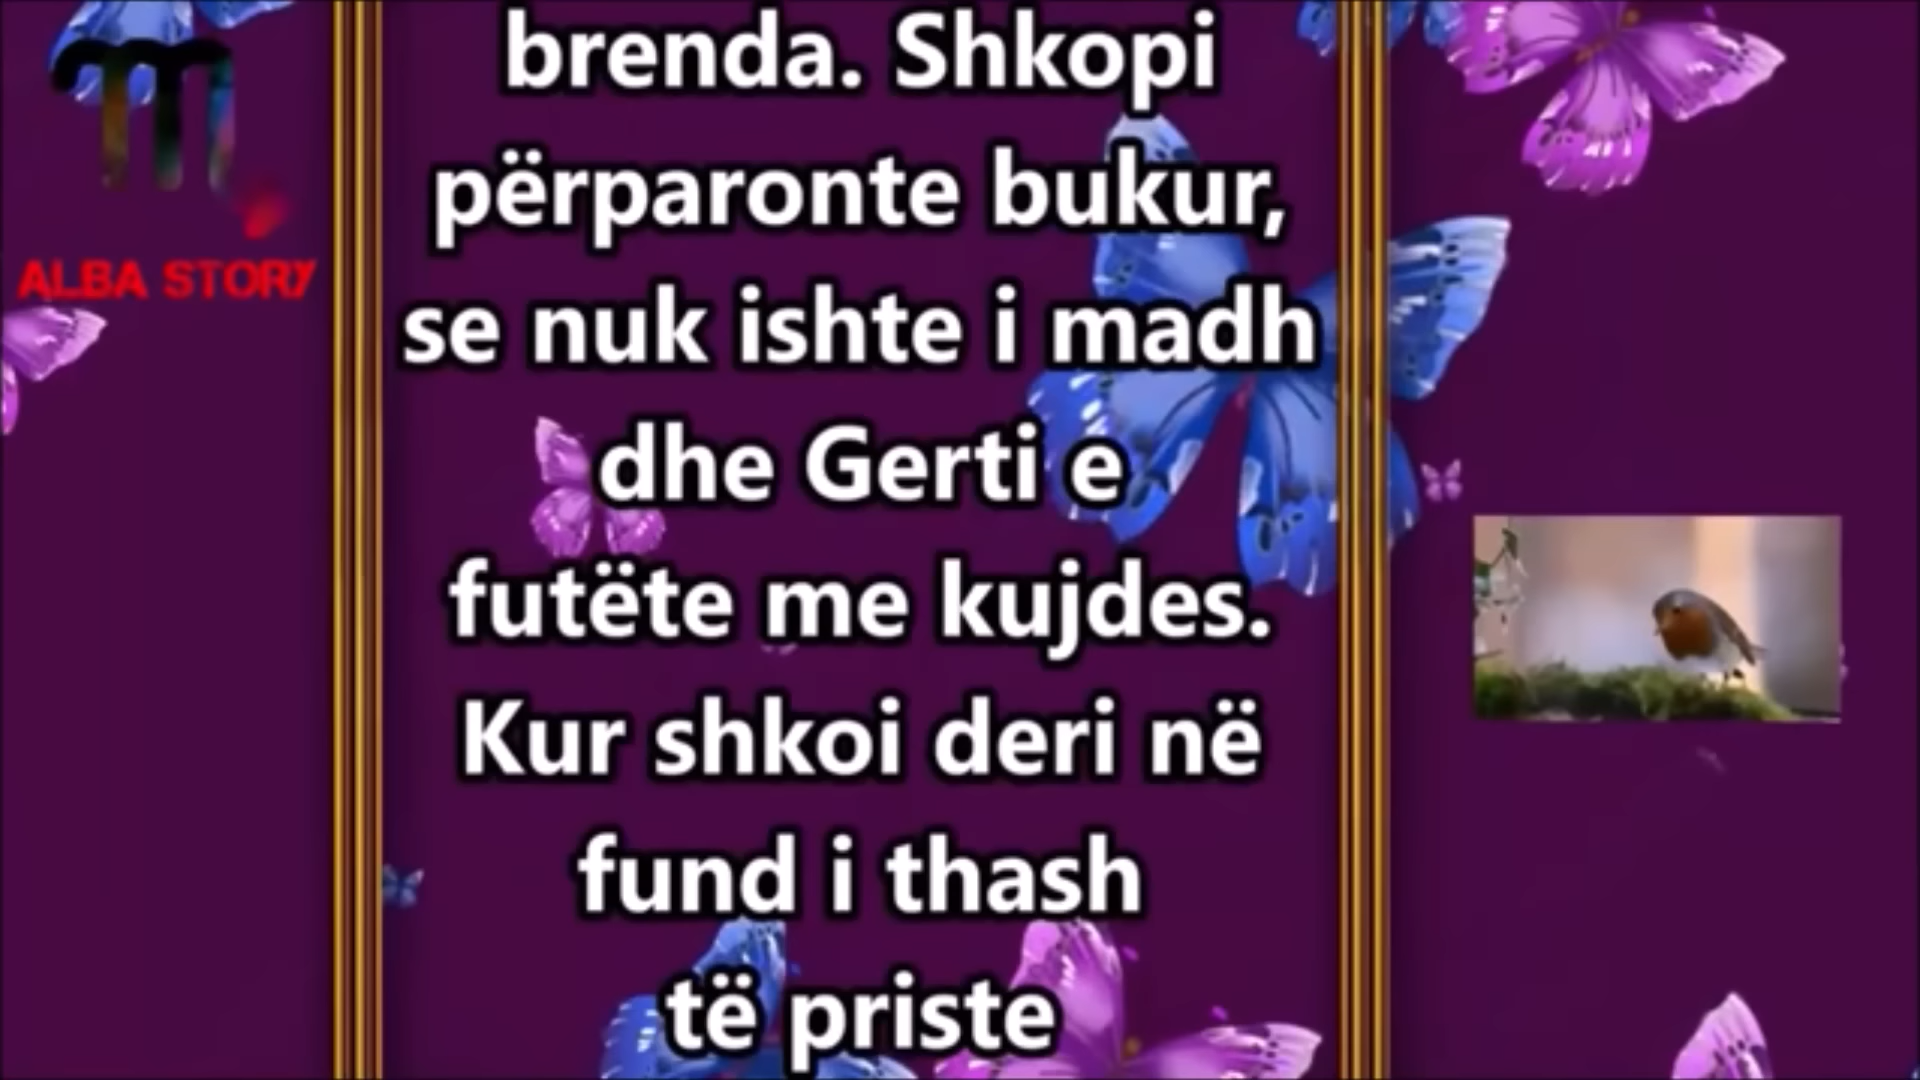 ALBA STORY
brenda. Shkopi
përparonte bukur,
se nuk ishte i madh
dhe Gerti e
futëte me kujdes.
Kur shkoi deri në
fund i thash
të priste